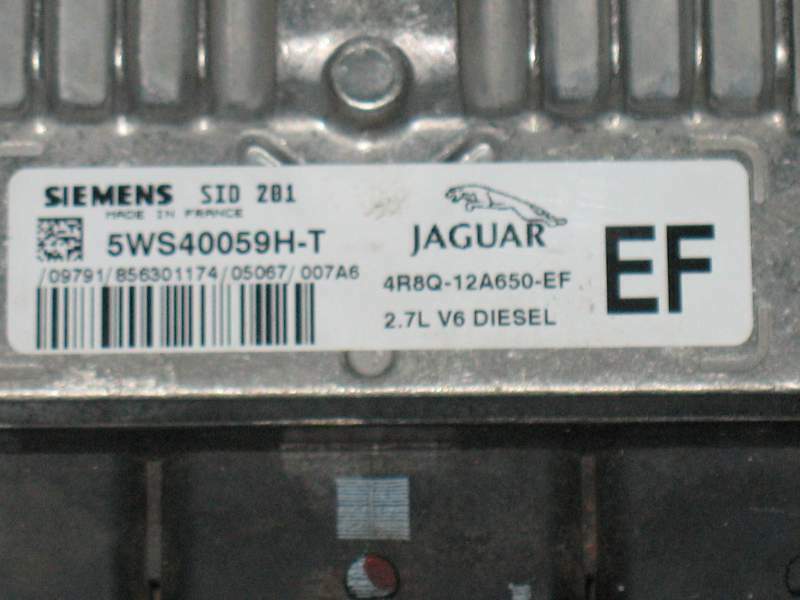 SIEMENS SID 201
MADE IN FRANCE
5WS40059H-T
/09791/856301174/05067/007A6
JAGUAR
4R8Q-12A650-EF
2.7L V6 DIESEL
EF